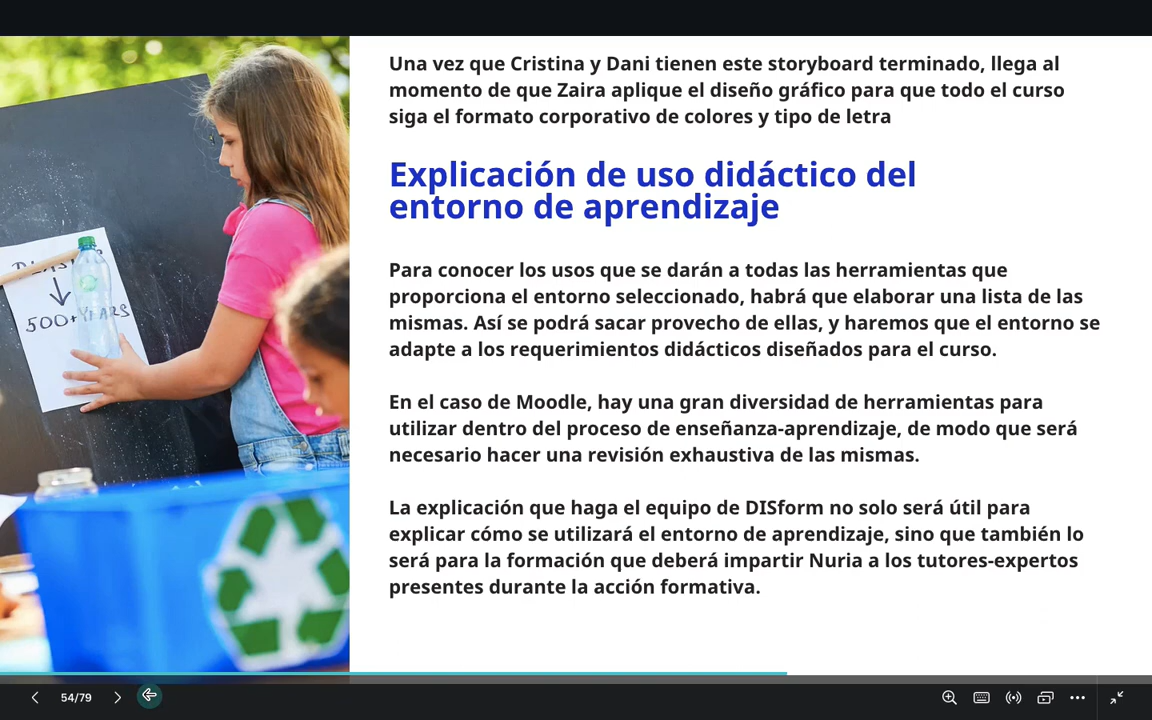 Una vez que Cristina y Dani tienen este storyboard terminado, llega al
momento de que Zaira aplique el diseño gráfico para que todo el curso
siga el formato corporativo de colores y tipo de letra
Explicación de uso didáctico del
entorno de aprendizaje
Para conocer los usos que se darán a todas las herramientas que
proporciona el entorno seleccionado, habrá que elaborar una lista de las
mismas. Así se podrá sacar provecho de ellas, y haremos que el entorno se
adapte a los requerimientos didácticos diseñados para el curso.
En el caso de Moodle, hay una gran diversidad de herramientas para
utilizar dentro del proceso de enseñanza-aprendizaje, de modo que será
necesario hacer una revisión exhaustiva de las mismas.
La explicación que haga el equipo de DISform no solo será útil para
explicar cómo se utilizará el entorno de aprendizaje, sino que también lo
será para la formación que deberá impartir Nuria a los tutores-expertos
presentes durante la acción formativa.
500+ YEARS
54/79